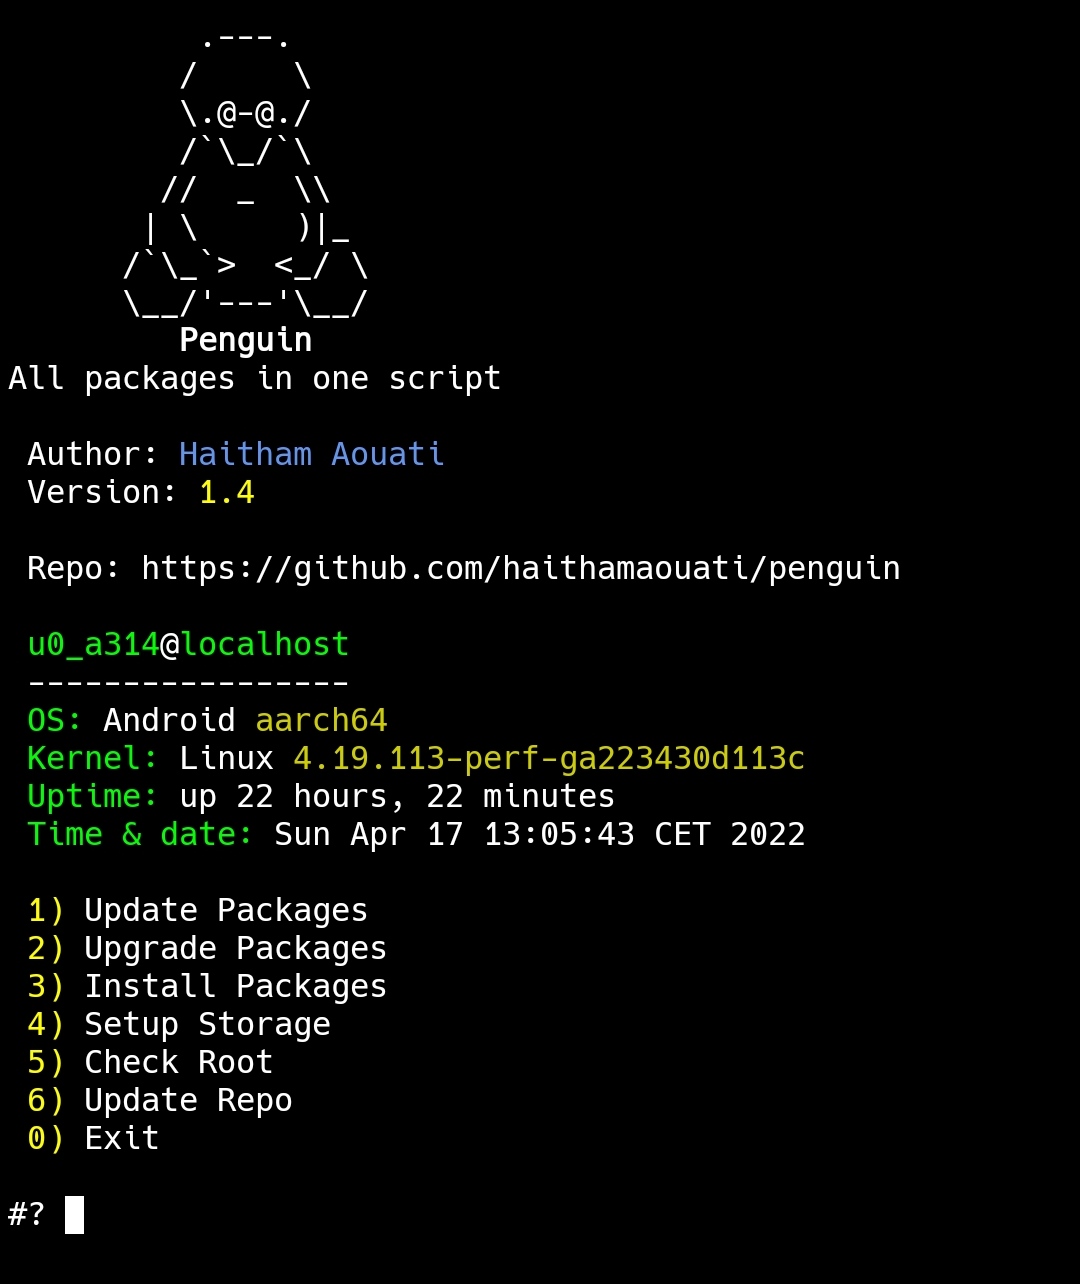 .---.
         /     \
         \.@-@./
         /`\_/`\
        //  _  \\
       | \     )|_
      /`\_`>  <_/ \
      \__/'---'\__/
         Penguin
All packages in one script

 Author: Haitham Aouati
 Version: 1.4

 Repo: https://github.com/haithamaouati/penguin

 u0_a314@localhost
 -----------------
 OS: Android aarch64
 Kernel: Linux 4.19.113-perf-ga223430d113c
 Uptime: up 22 hours, 22 minutes
 Time & date: Sun Apr 17 13:05:43 CET 2022

 1) Update Packages
 2) Upgrade Packages
 3) Install Packages
 4) Setup Storage
 5) Check Root
 6) Update Repo
 0) Exit

#?